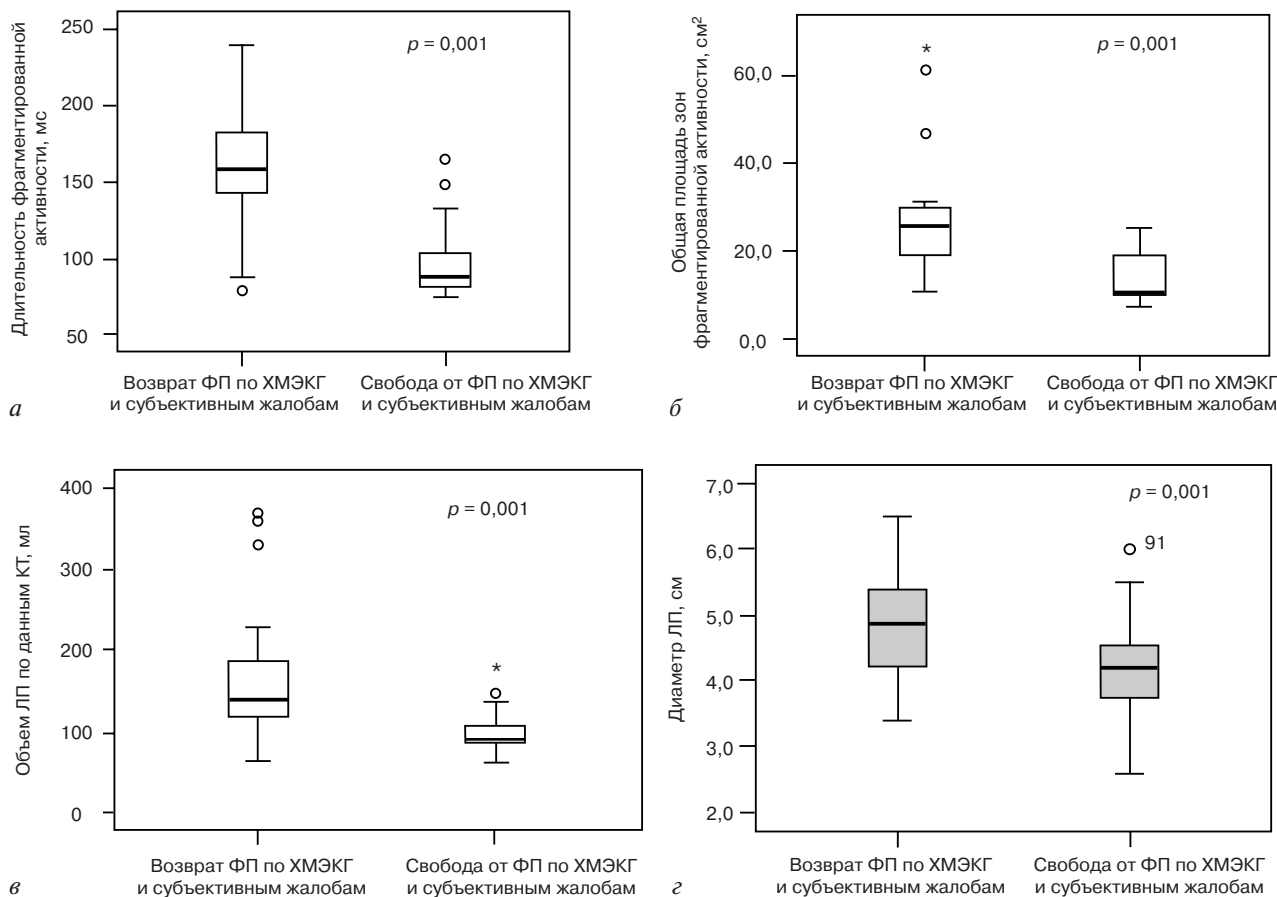 Длительность фрагментированной
активности, мс
250
200
150
100
50
p = 0,001
Возврат ФП по ХМЭКГ
и субъективным жалобам
Свобода от ФП по ХМЭКГ
и субъективным жалобам
а
Общая площадь зон
фрагментированной активности, см²
60,0
40,0
20,0
0,0
*
p = 0,001
Возврат ФП по ХМЭКГ
и субъективным жалобам
Свобода от ФП по ХМЭКГ
и субъективным жалобам
б
Объем ЛП по данным КТ, мл
400
300
200
100
0
p = 0,001
*
Возврат ФП по ХМЭКГ
и субъективным жалобам
Свобода от ФП по ХМЭКГ
и субъективным жалобам
в
Диаметр ЛП, см
7,0
6,0
5,0
4,0
3,0
2,0
p = 0,001
91
Возврат ФП по ХМЭКГ
и субъективным жалобам
Свобода от ФП по ХМЭКГ
и субъективным жалобам
г